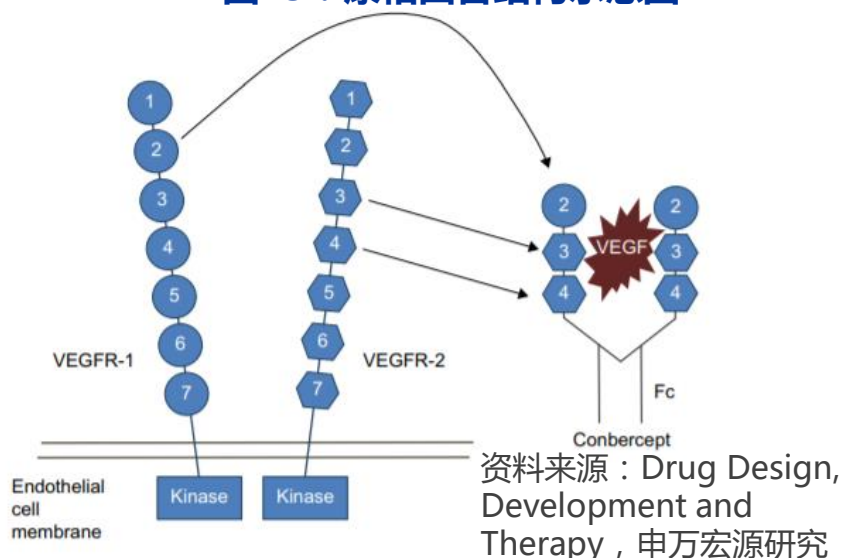 1
2
3
4
5
6
7
VEGFR-1
Kinase
1
2
3
4
5
6
7
VEGFR-2
Kinase
Endothelial
cell
membrane
2
3
4
VEGF
2
3
4
Fc
Conbercept
资料来源：Drug Design,
Development and
Therapy，申万宏源研究